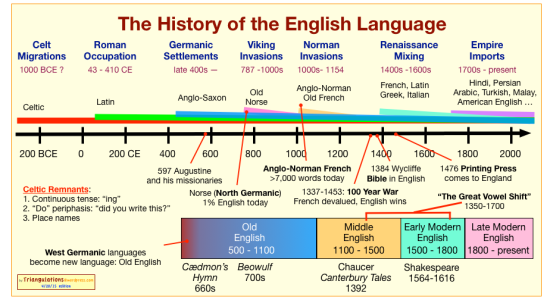 The History of the English Language
Celt
Migrations
1000 BCE ?
Roman
Occupation
43 - 410 CE
Germanic
Settlements
late 400s —
Viking
Invasions
787 -1000s
Norman
Invasions
1000s- 1154
Renaissance
Mixing
1400s -1600s
Empire
Imports
1700s - present
Celtic
Latin
Anglo-Saxon
Old
Norse
Anglo-Norman
Old French
French, Latin
Greek, Italian
Hindi, Persian
Arabic, Turkish, Malay,
American English ...
200 BCE
0
200 CE
400
600
800
1000
1200
1400
1600
1800
2000
597 Augustine
and his missionaries
Norse (North Germanic)
1% English today
Anglo-Norman French
>7,000 words today
1337-1453: 100 Year War
French devalued, English wins
1384 Wycliffe
Bible in English
1476 Printing Press
comes to England
Celtic Remnants:
1. Continuous tense: "ing"
2. "Do" periphasis: "did you write this?"
3. Place names
"The Great Vowel Shift"
1350-1700
West Germanic languages
become new language: Old English
Old
English
500 - 1100
Middle
English
1100 - 1500
Early Modern
English
1500 - 1800
Late Modern
English
1800 - present
Cædmon's
Hymn
660s
Beowulf
700s
Chaucer
Canterbury Tales
1392
Shakespeare
1564-1616